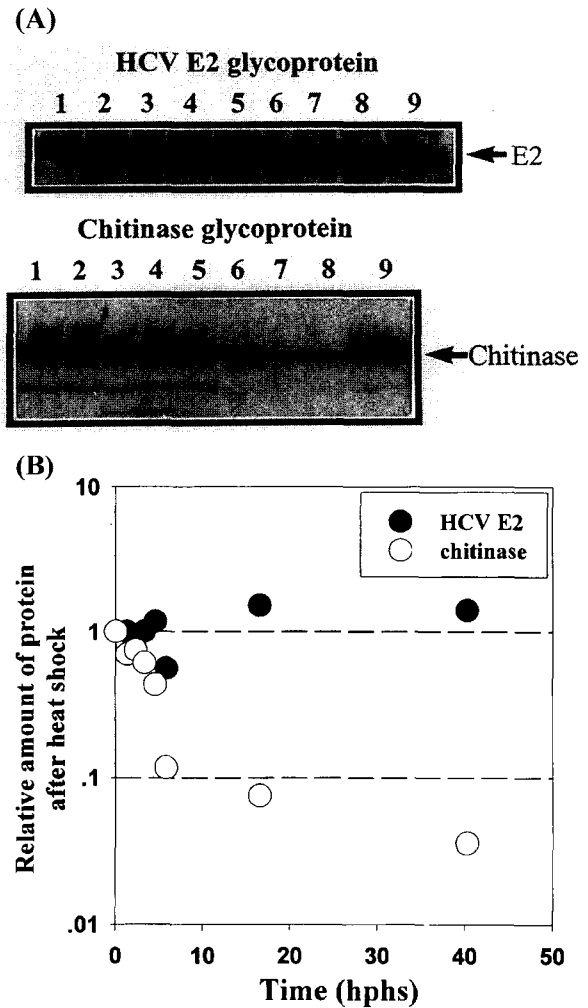 (A)
HCV E2 glycoprotein
1 2 3 4 5 6 7 8 9
E2
Chitinase glycoprotein
1 2 3 4 5 6 7 8 9
Chitinase
(B)
Relative amount of protein
after heat shock
10
1
.1
.01
HCV E2
chitinase
0 10 20 30 40 50
Time (hphs)